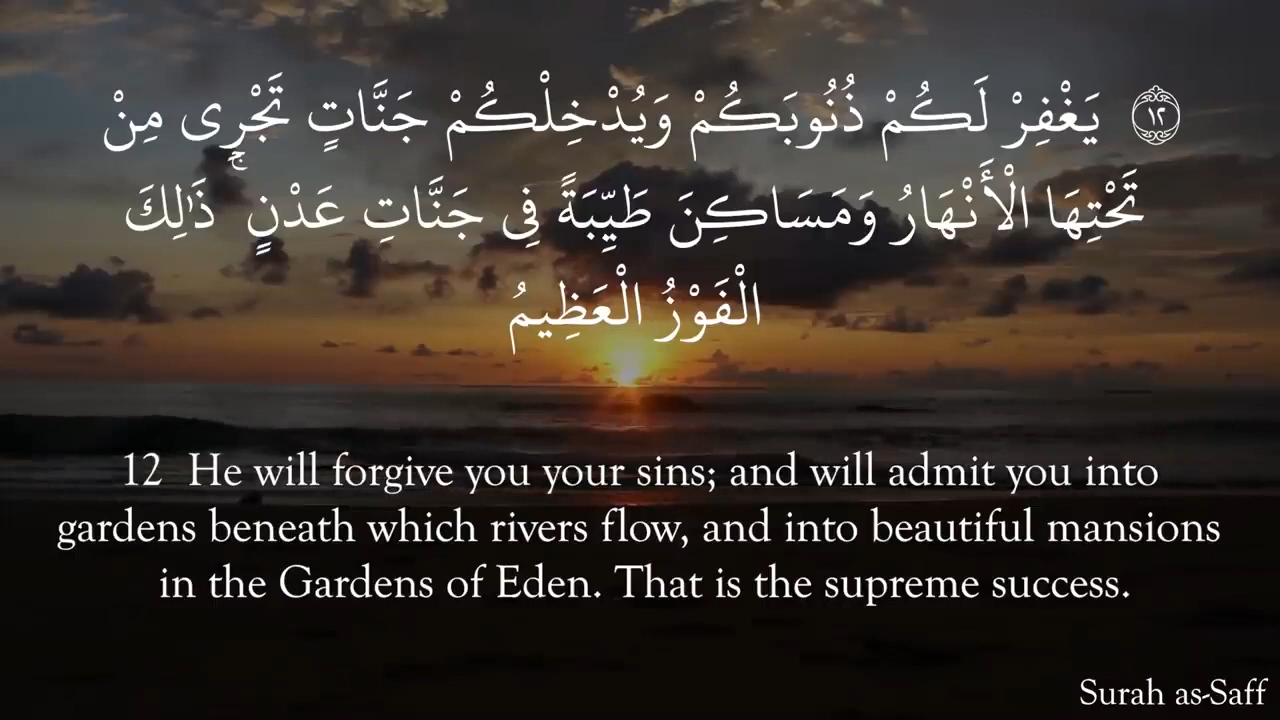 ۝١٢ يَغْفِرْ لَكُمْ ذُنُوبَكُمْ وَيُدْخِلْكُمْ جَنَّاتٍ تَجْرِى مِنْ
تَحْتِهَا الْأَنْهَارُ وَمَسَاكِنَ طَيِّبَةً فِى جَنَّاتِ عَدْنٍ ۚ ذَٰلِكَ
الْفَوْزُ الْعَظِيمُ
12 He will forgive you your sins; and will admit you into
gardens beneath which rivers flow, and into beautiful mansions
in the Gardens of Eden. That is the supreme success.
Surah as-Saff